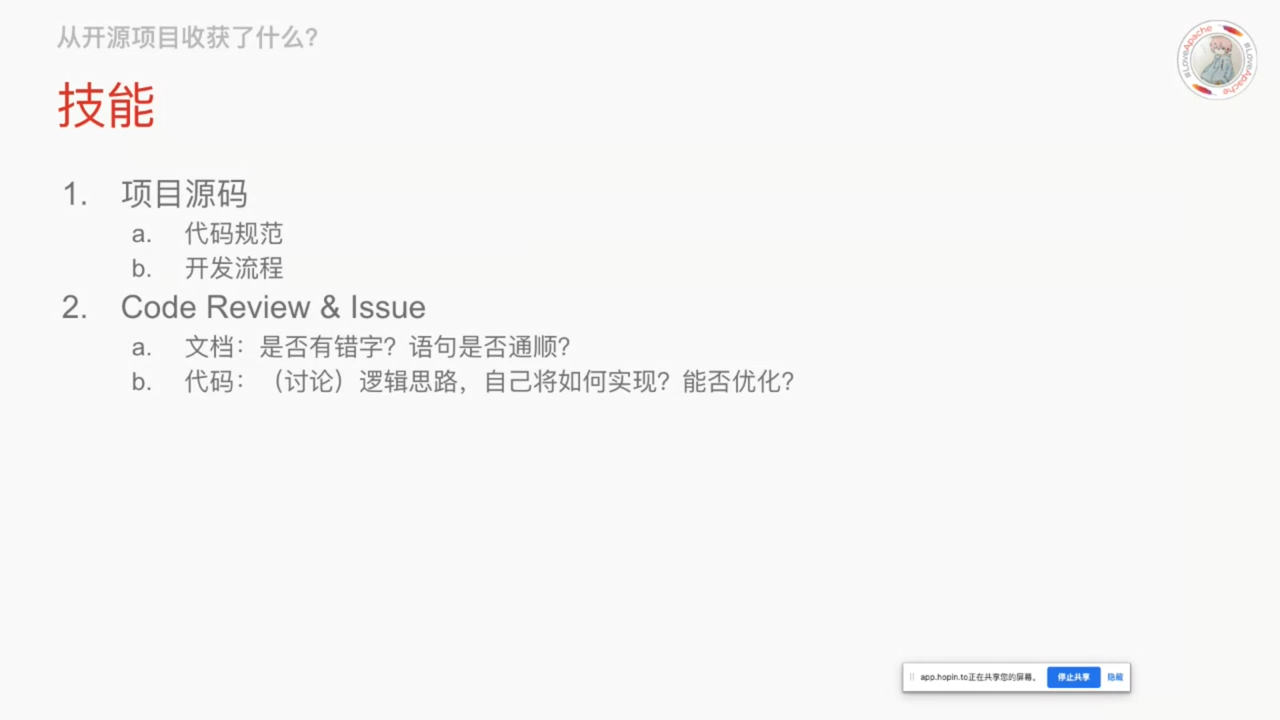 从开源项目收获了什么？
#LoveApache
#LoveApache
技能
1. 项目源码
a. 代码规范
b. 开发流程
2. Code Review & Issue
a. 文档：是否有错字？语句是否通顺？
b. 代码：（讨论）逻辑思路，自己将如何实现？能否优化？
app.hopin.to正在共享您的屏幕。 停止共享 隐藏